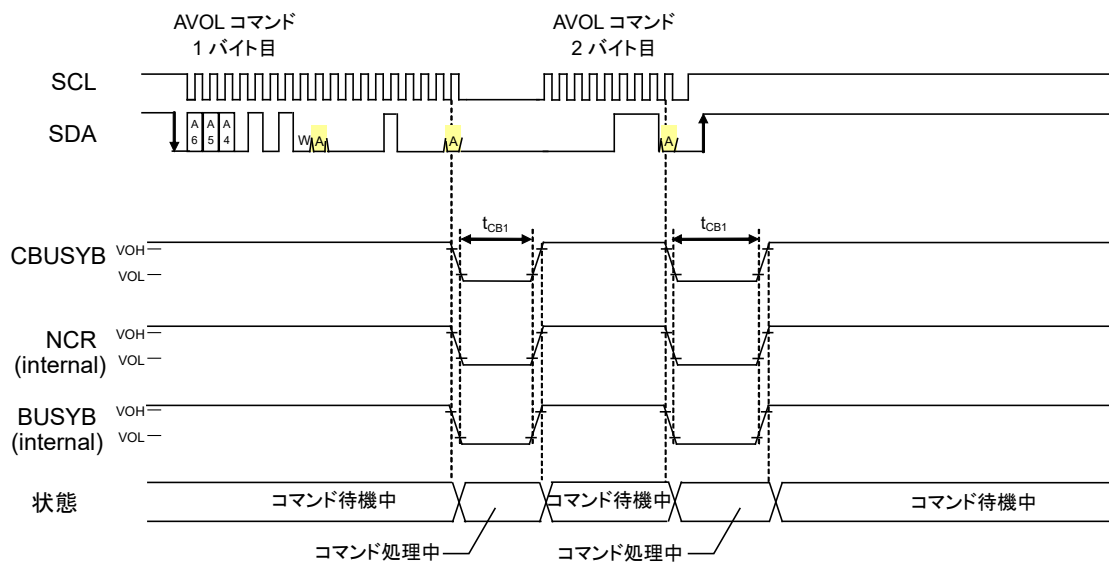 AVOL コマンド
1 バイト目
AVOL コマンド
2 バイト目
SCL
SDA
A6
A5
A4
W
A
A
A
tCB1
tCB1
CBUSYB
VOH
VOL
NCR
(internal)
VOH
VOL
BUSYB
(internal)
VOH
VOL
状態
コマンド待機中
コマンド待機中
コマンド待機中
コマンド処理中
コマンド処理中